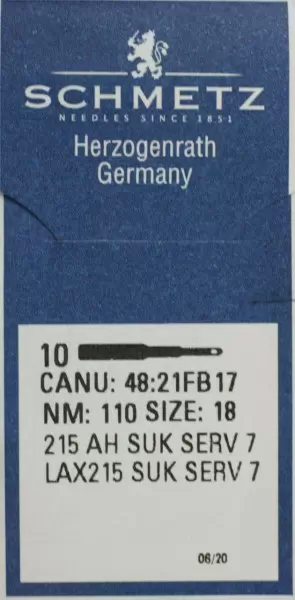 SCHMETZ
NEEDLES SINCE 1851
Herzogenrath
Germany
10
CANU: 48:21FB17
NM: 110 SIZE: 18
215 AH SUK SERV 7
LAX215 SUK SERV 7
06/20